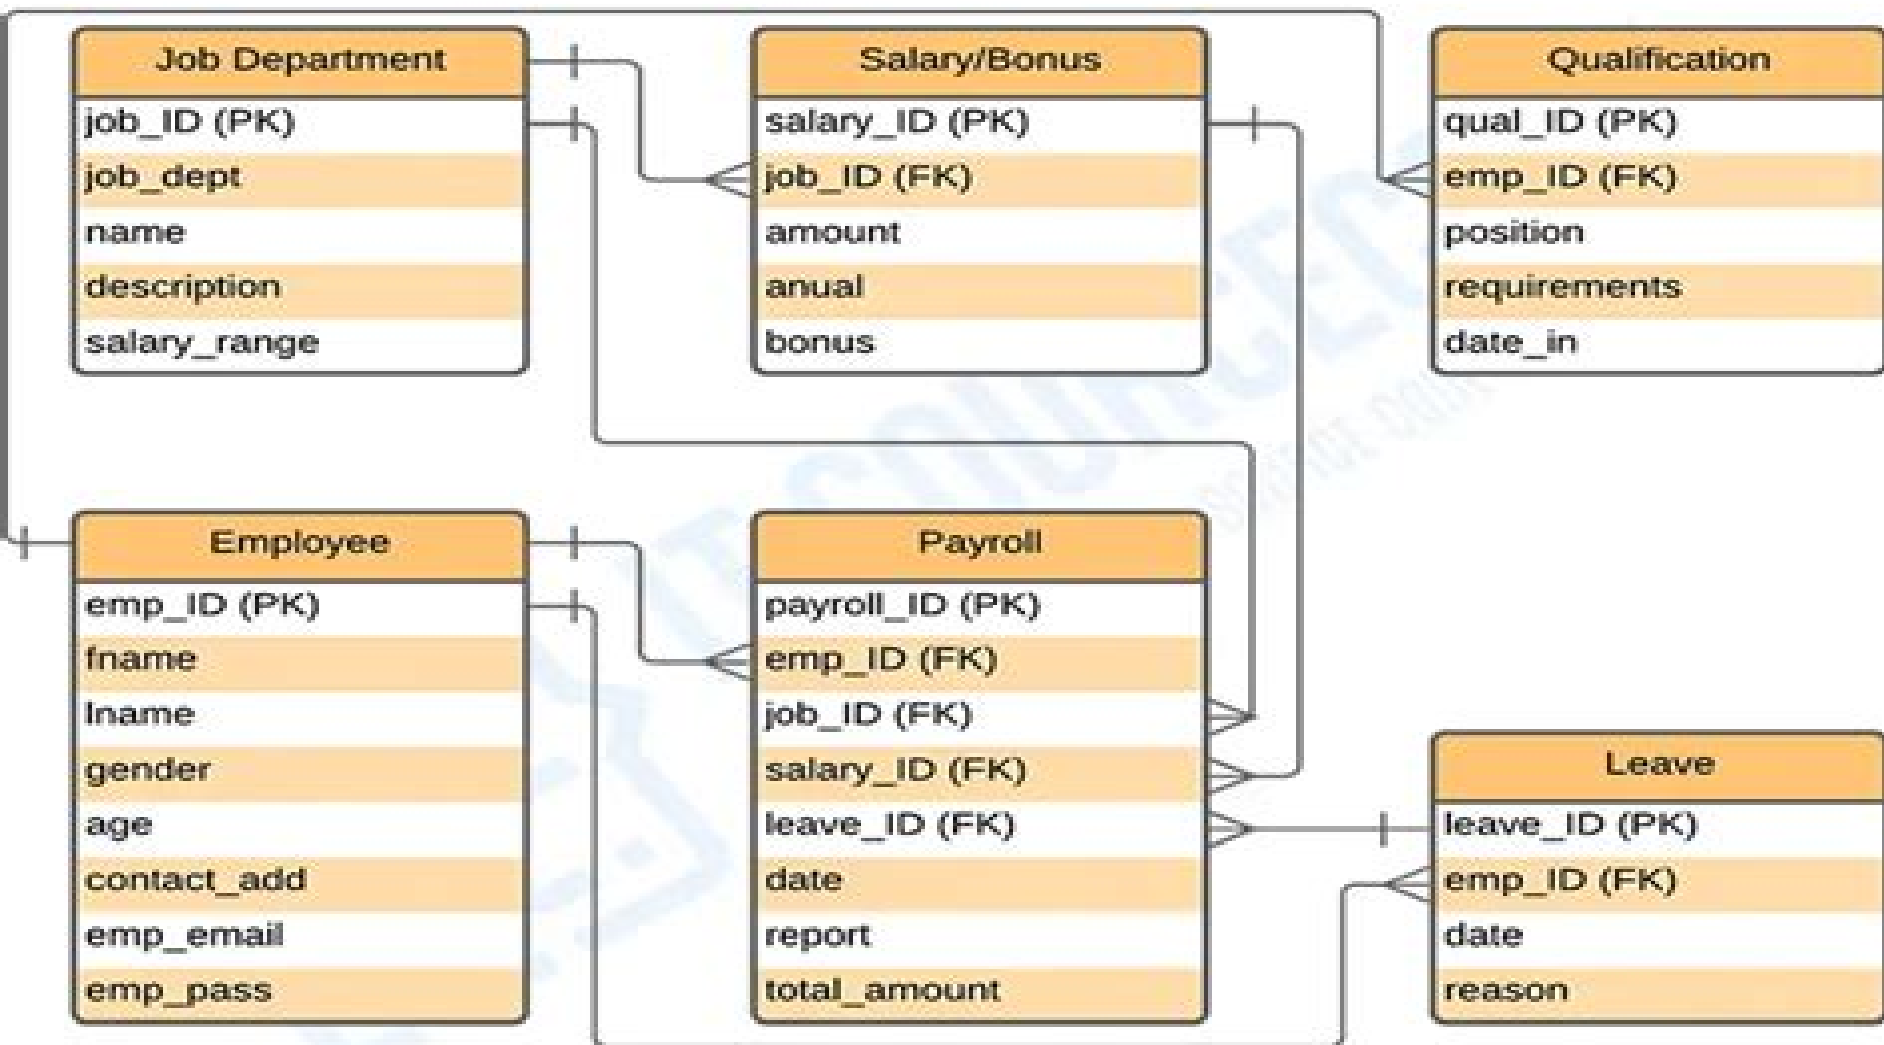 Job Department
job_ID (PK)
job_dept
name
description
salary_range
Salary/Bonus
salary_ID (PK)
job_ID (FK)
amount
anual
bonus
Qualification
qual_ID (PK)
emp_ID (FK)
position
requirements
date_in
Employee
emp_ID (PK)
fname
lname
gender
age
contact_add
emp_email
emp_pass
Payroll
payroll_ID (PK)
emp_ID (FK)
job_ID (FK)
salary_ID (FK)
leave_ID (FK)
date
report
total_amount
Leave
leave_ID (PK)
emp_ID (FK)
date
reason